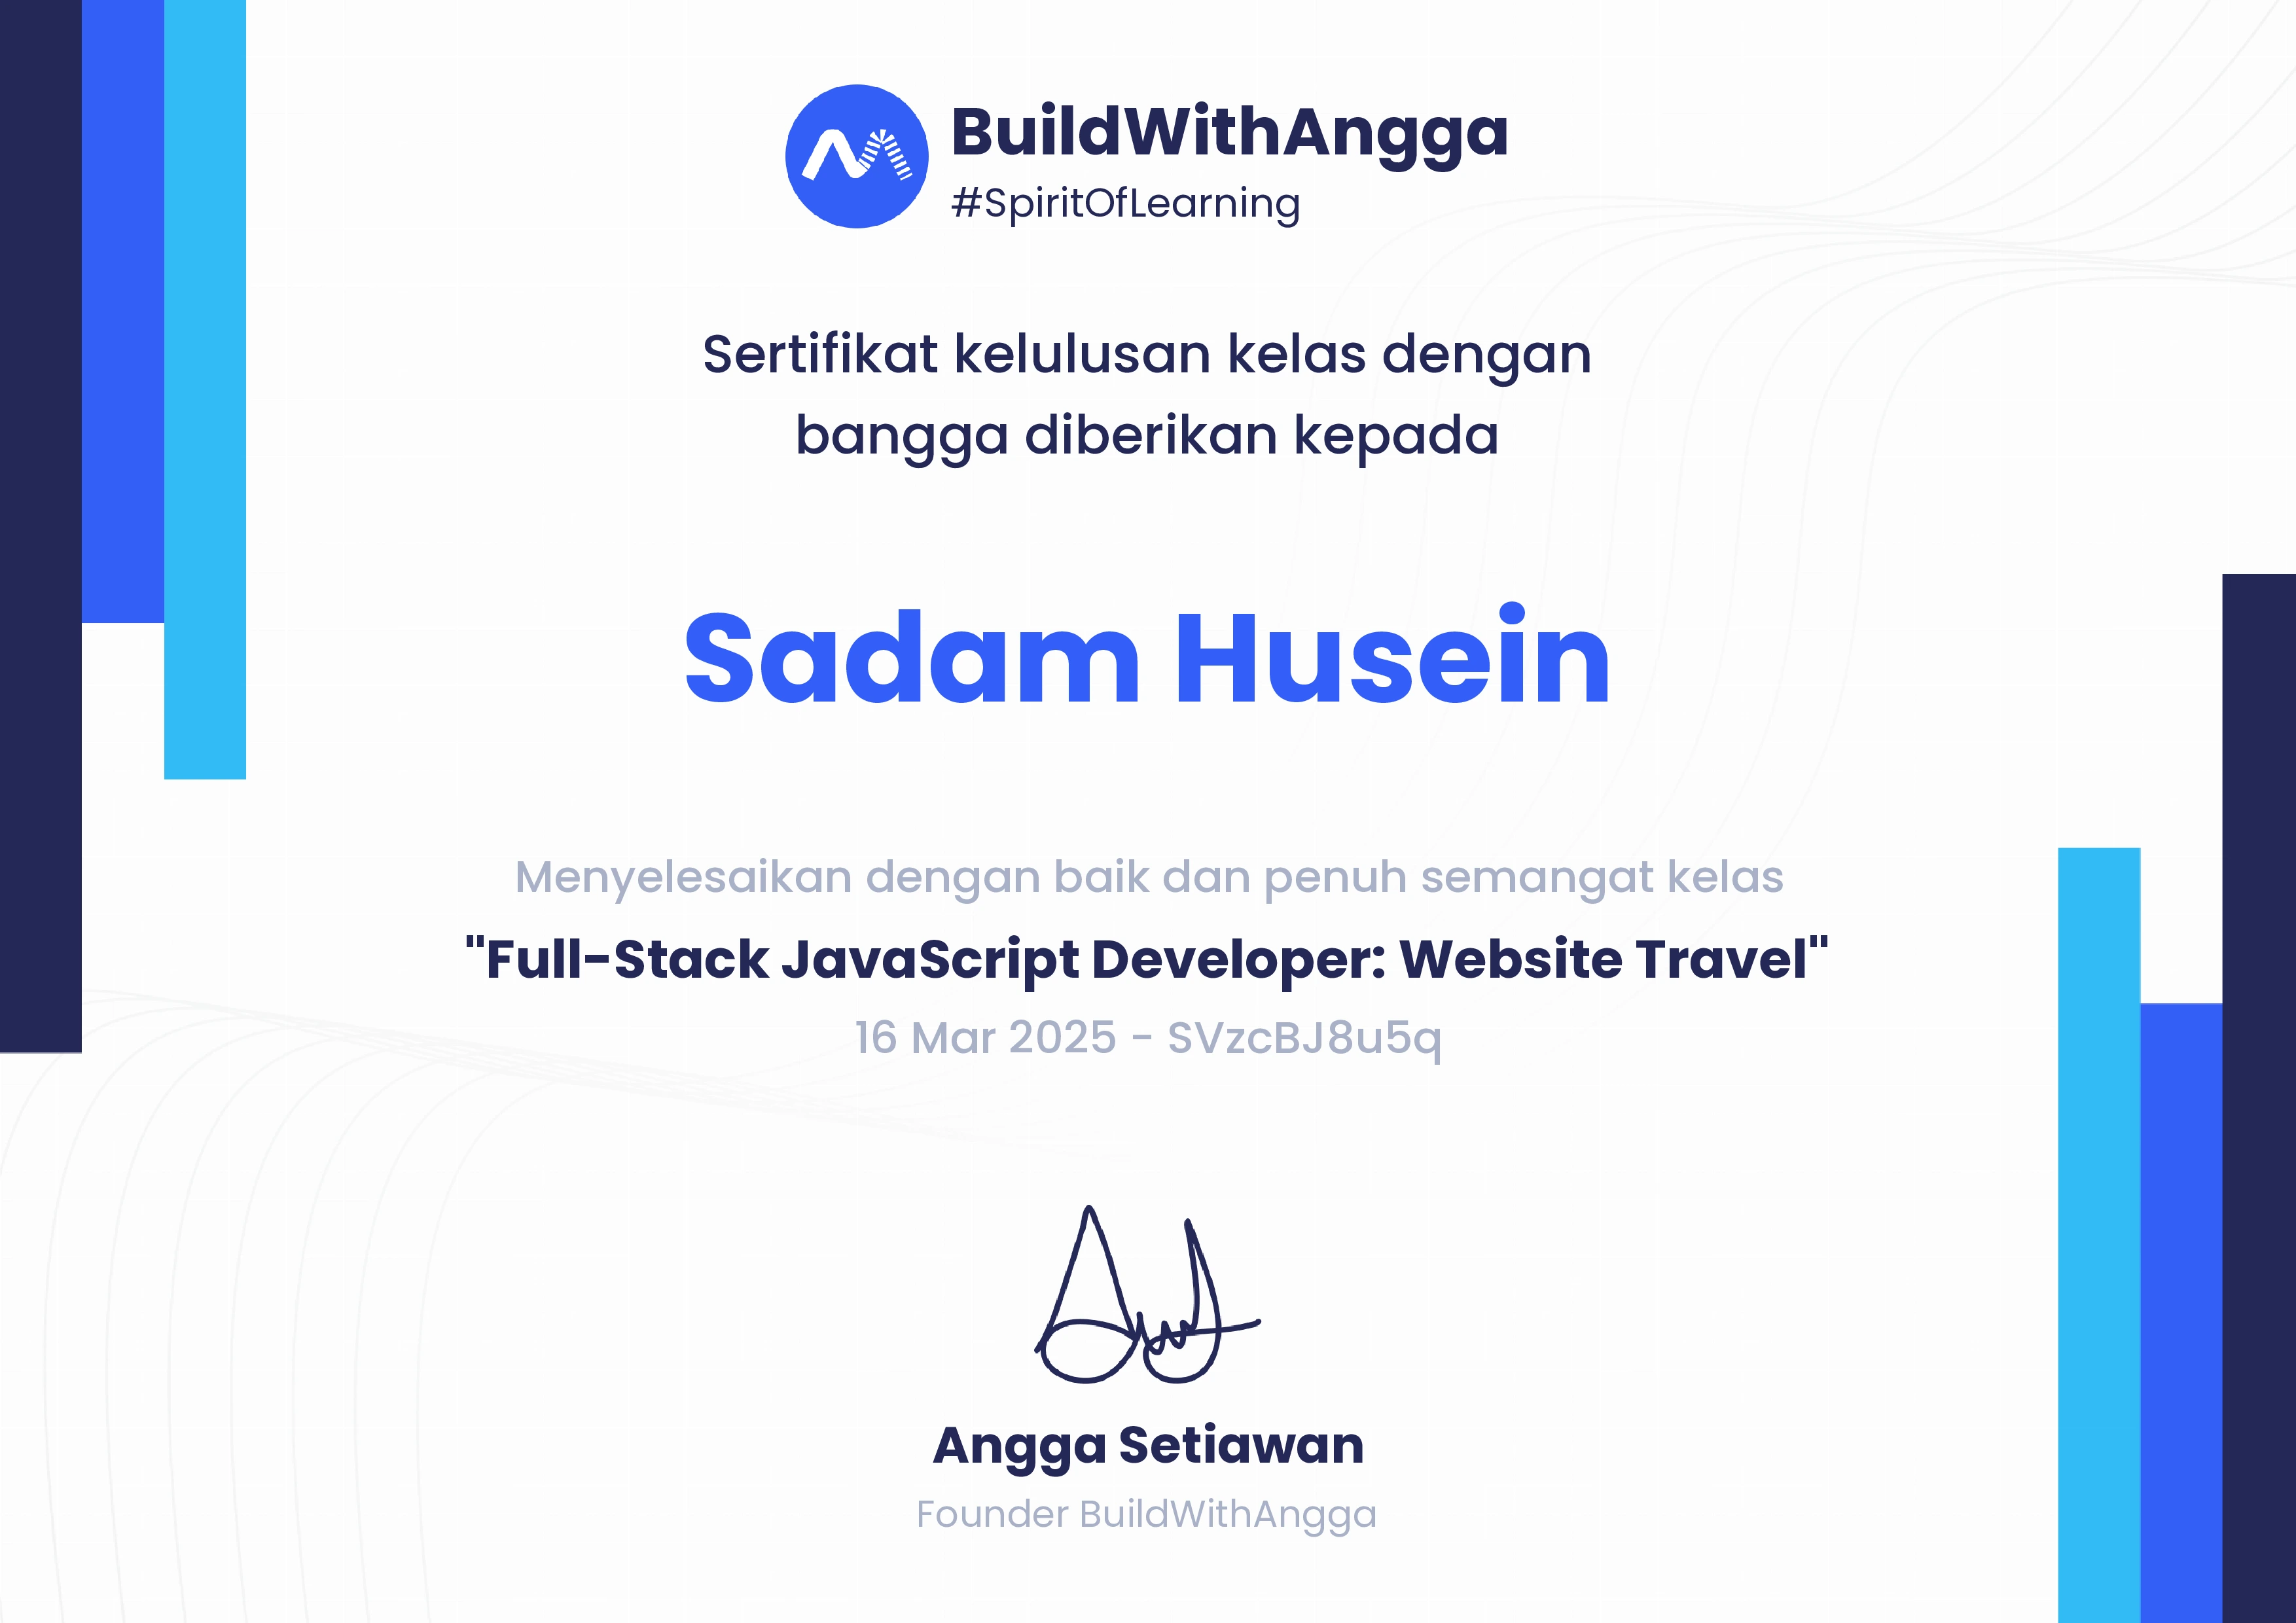 BuildWithAngga
#SpiritOfLearning
Sertifikat kelulusan kelas dengan
bangga diberikan kepada
Sadam Husein
Menyelesaikan dengan baik dan penuh semangat kelas
"Full-Stack JavaScript Developer: Website Travel"
16 Mar 2025 - SVzcBJ8u5q
Angga Setiawan
Founder BuildWithAngga